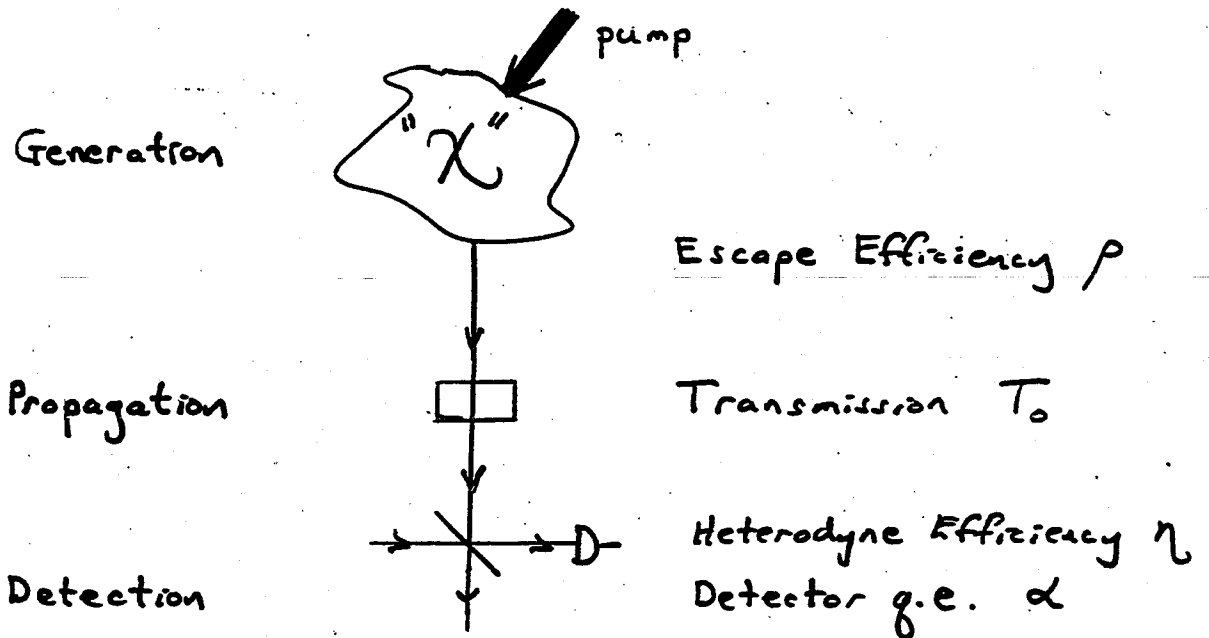 pump
"χ"
Generation
Escape Efficiency ρ
Propagation
Transmission T₀
Heterodyne Efficiency η
Detection
Detector q.e. α